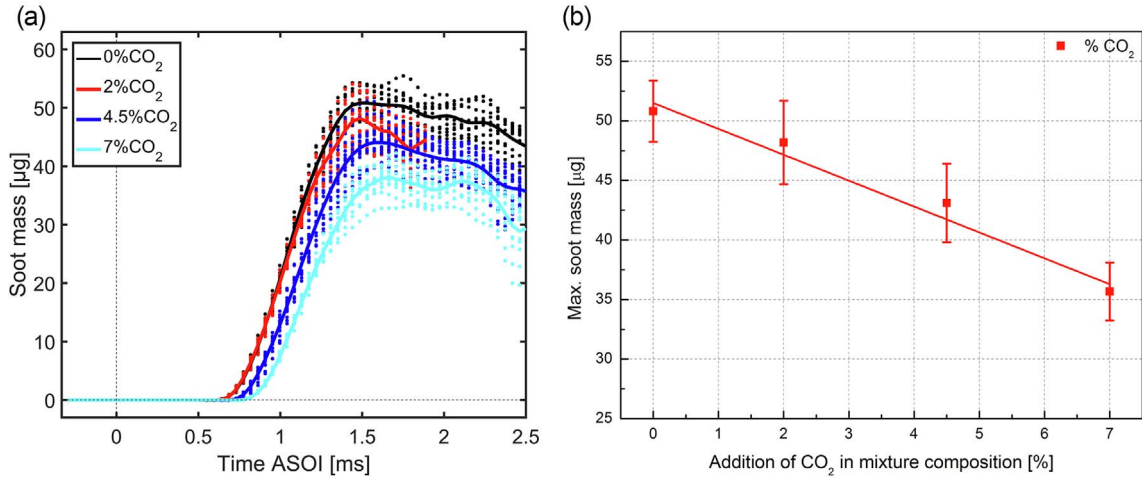 (a)
60
50
40
30
20
10
0
Soot mass [µg]
0%CO₂
2%CO₂
4.5%CO₂
7%CO₂
0
0.5
1
1.5
2
2.5
Time ASOI [ms]
(b)
55
50
45
40
35
30
25
Max. soot mass [µg]
% CO₂
0
1
2
3
4
5
6
7
Addition of CO₂ in mixture composition [%]